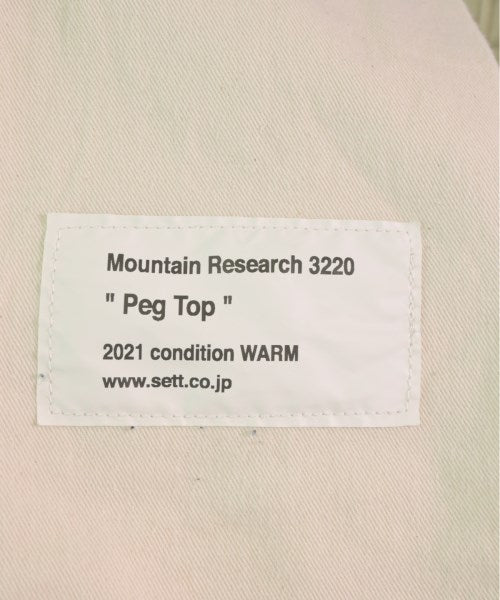 Mountain Research 3220
" Peg Top "
2021 condition WARM
www.sett.co.jp